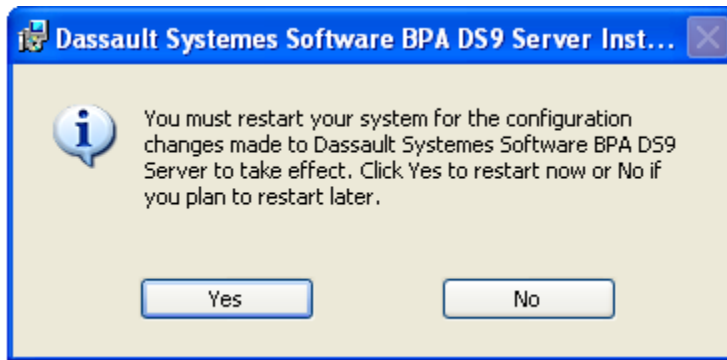 Dassault Systemes Software BPA DS9 Server Inst...
You must restart your system for the configuration
changes made to Dassault Systemes Software BPA DS9
Server to take effect. Click Yes to restart now or No if
you plan to restart later.
Yes
No